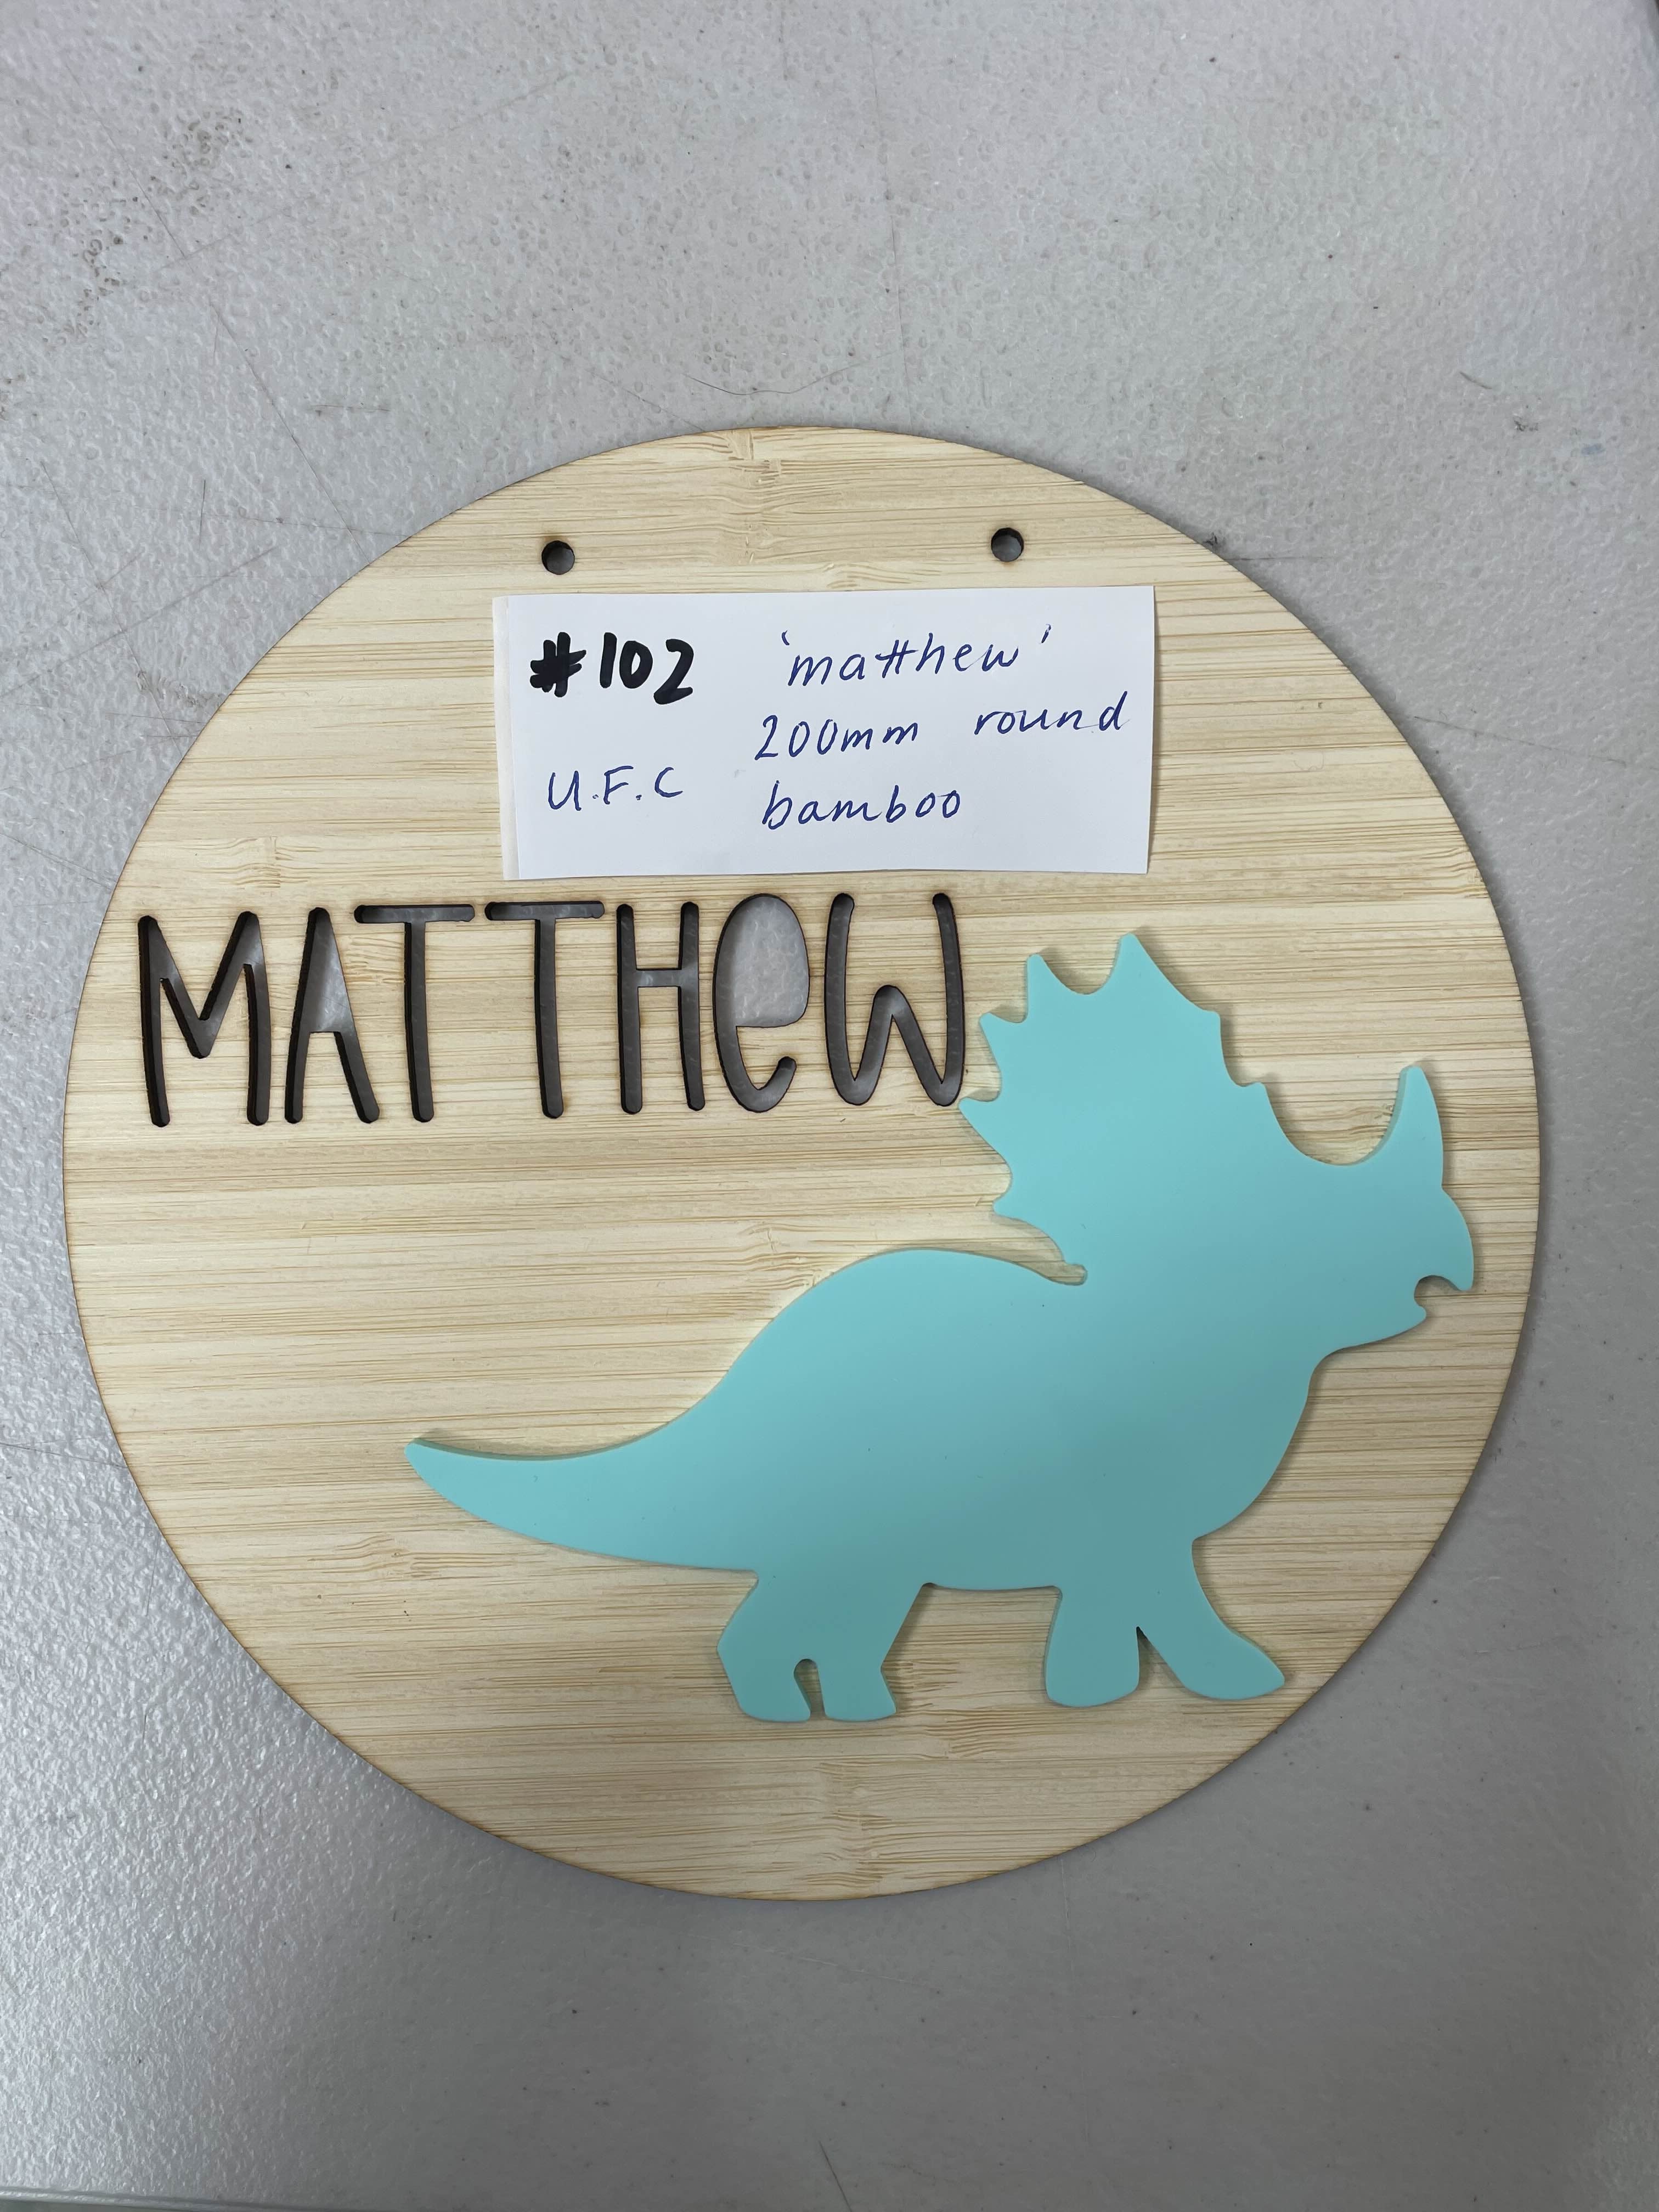 #102 'matthew'
200mm round
U.F.C bamboo
MATTHeW